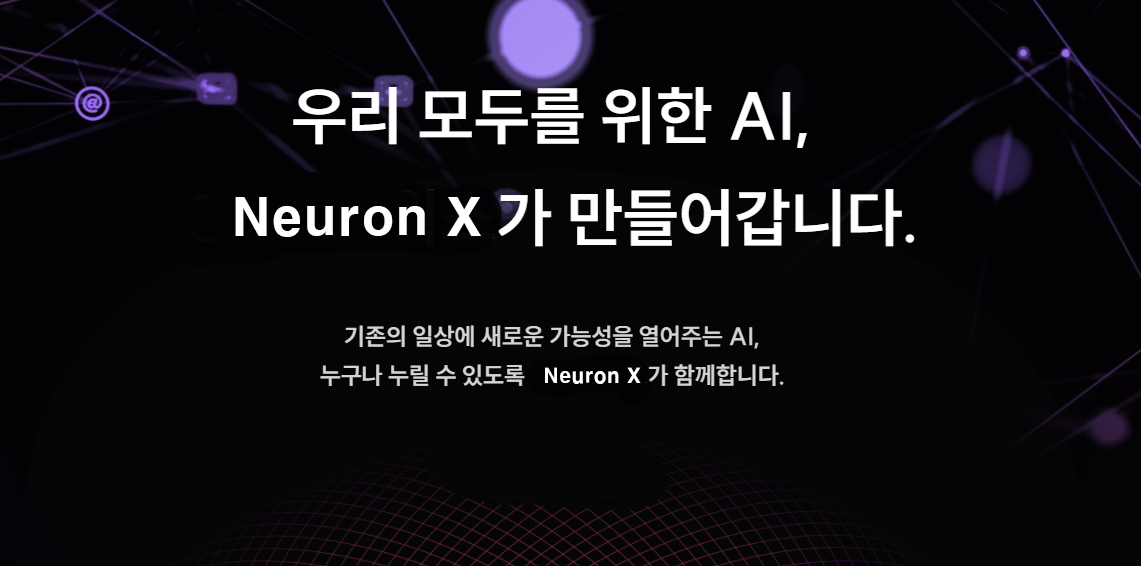 우리 모두를 위한 AI,
Neuron X 가 만들어갑니다.
기존의 일상에 새로운 가능성을 열어주는 AI,
누구나 누릴 수 있도록 Neuron X 가 함께합니다.